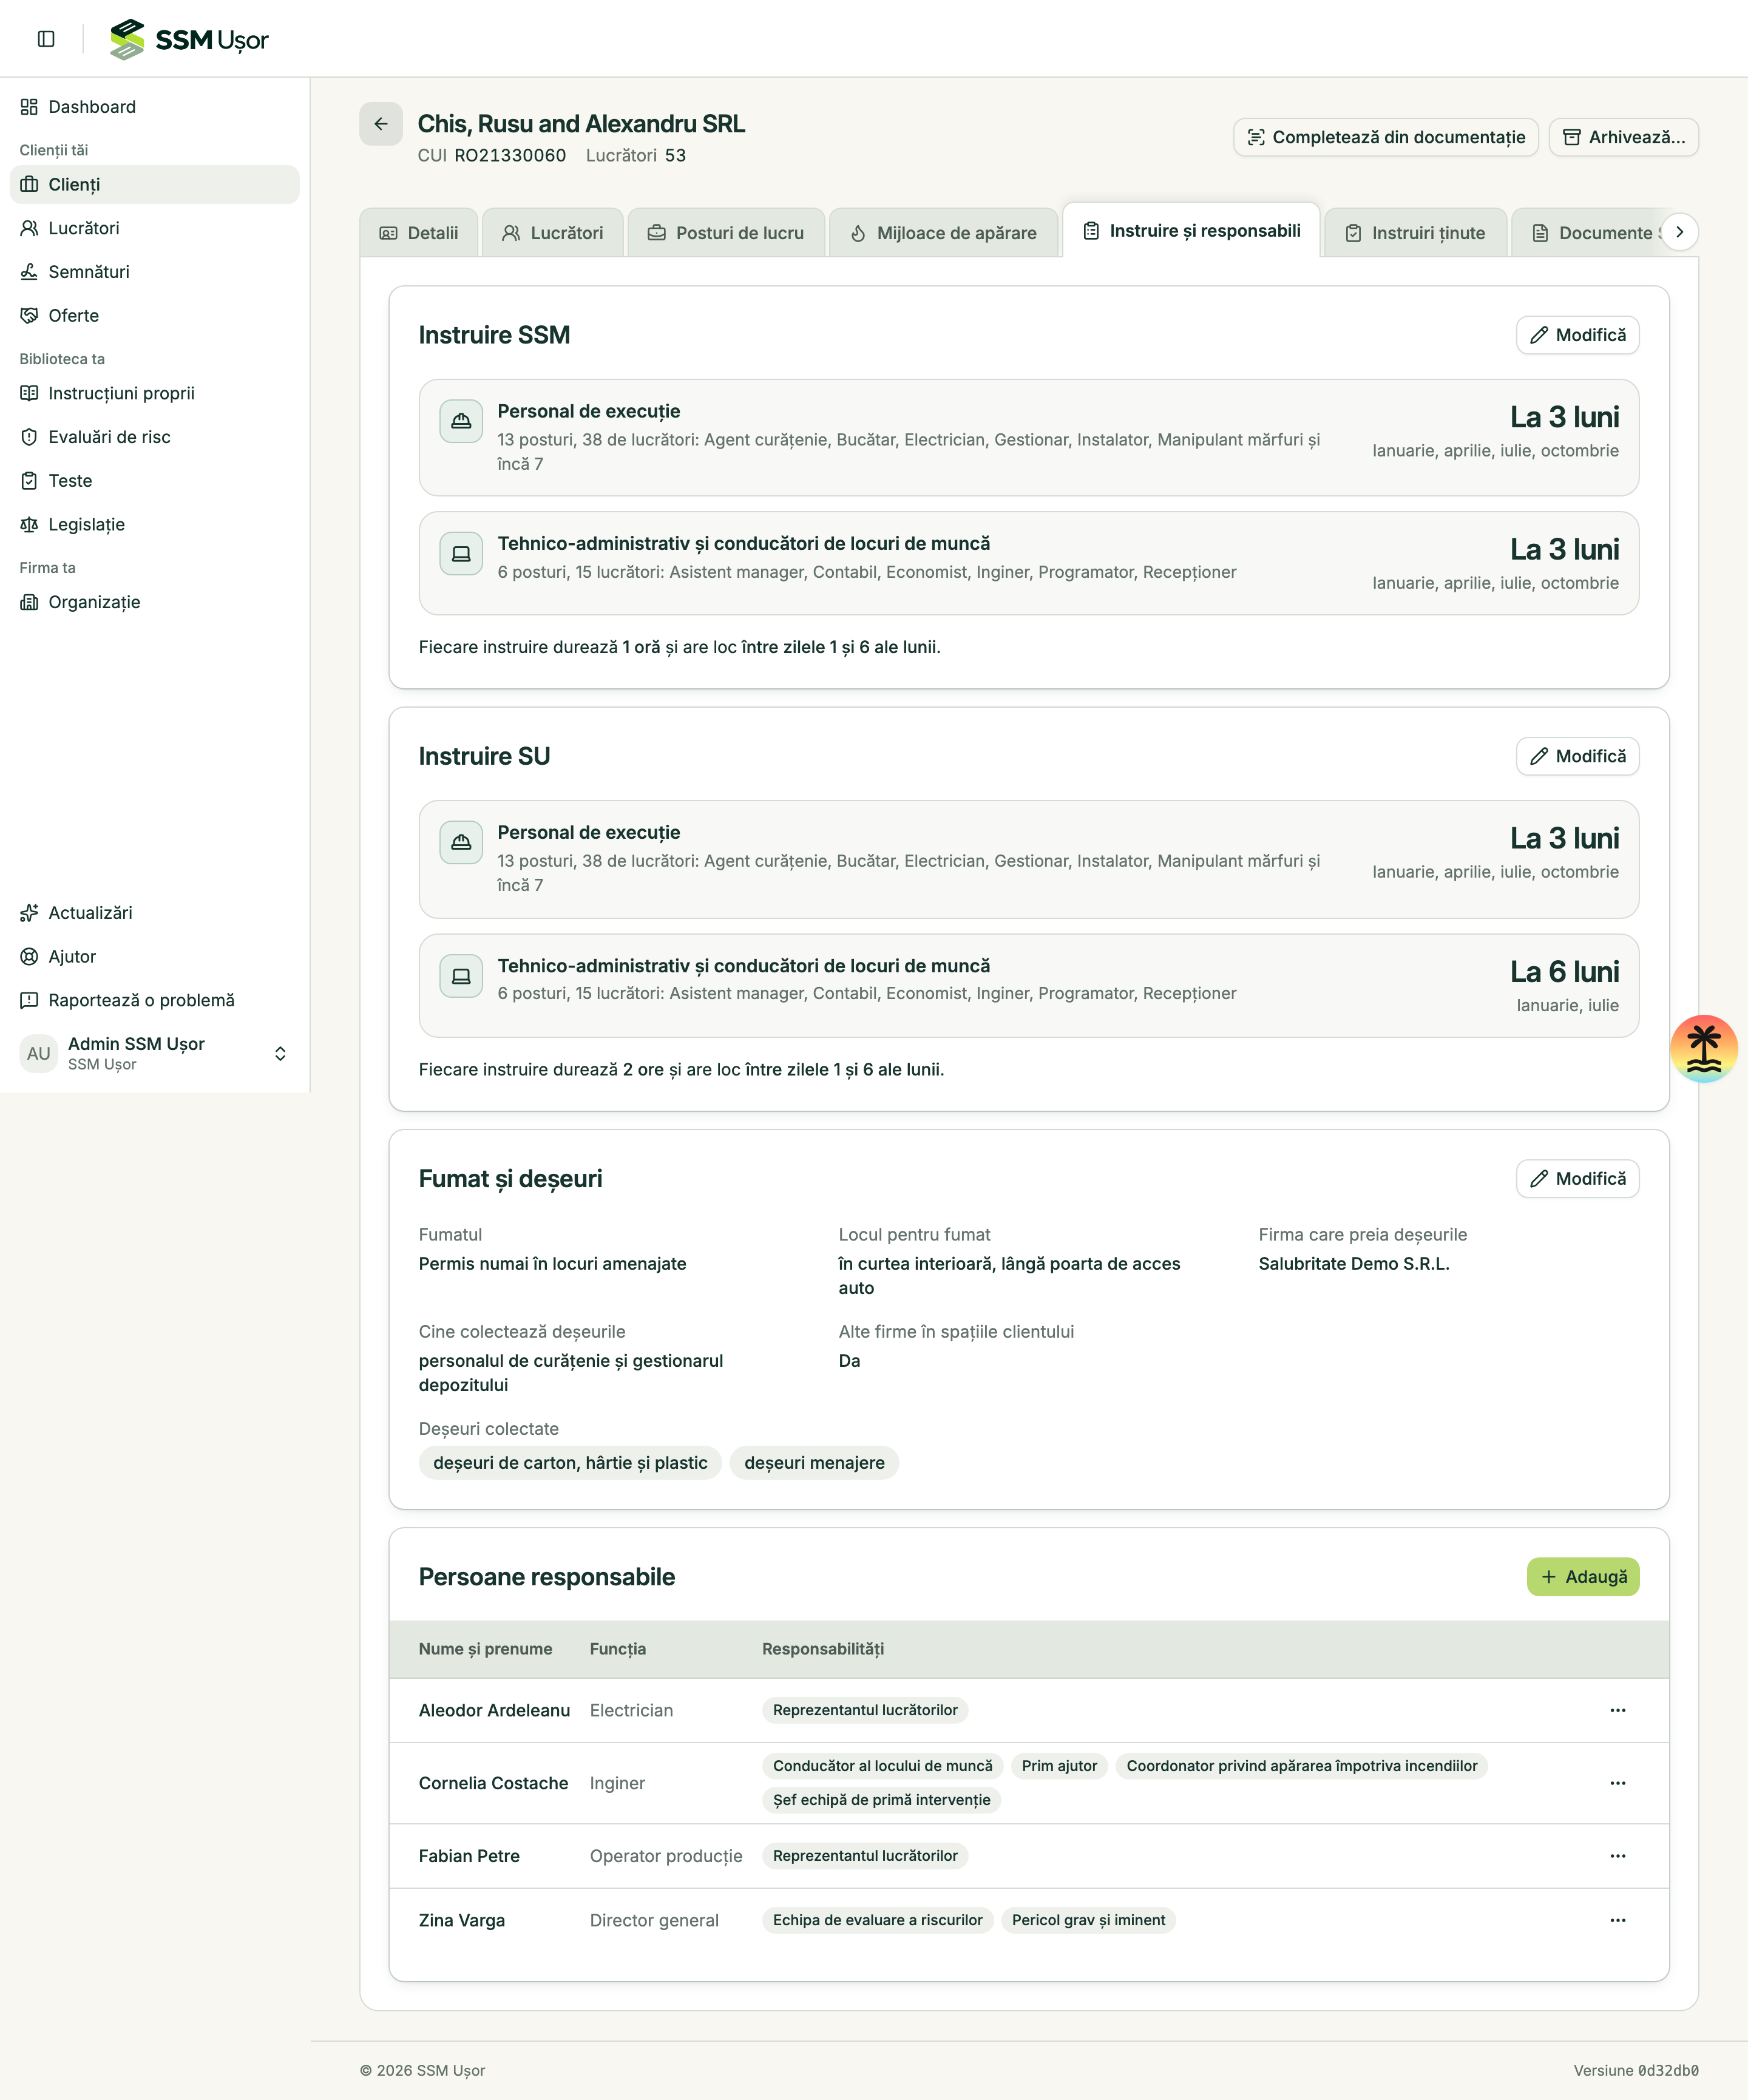 SSM Ușor
Dashboard
Clienții tăi
Clienți
Lucrători
Semnături
Oferte
Biblioteca ta
Instrucțiuni proprii
Evaluări de risc
Teste
Legislație
Firma ta
Organizație
Actualizări
Ajutor
Raportează o problemă
AU
Admin SSM Ușor
SSM Ușor
Chis, Rusu and Alexandru SRL
CUI RO21330060 Lucrători 53
Completează din documentație
Arhivează...
Detalii
Lucrători
Posturi de lucru
Mijloace de apărare
Instruire și responsabili
Instruiri ținute
Documente
Instruire SSM
Modifică
Personal de execuție
13 posturi, 38 de lucrători: Agent curățenie, Bucătar, Electrician, Gestionar, Instalator, Manipulant mărfuri și
încă 7
La 3 luni
Ianuarie, aprilie, iulie, octombrie
Tehnico-administrativ și conducători de locuri de muncă
6 posturi, 15 lucrători: Asistent manager, Contabil, Economist, Inginer, Programator, Recepționer
La 3 luni
Ianuarie, aprilie, iulie, octombrie
Fiecare instruire durează 1 oră și are loc între zilele 1 și 6 ale lunii.
Instruire SU
Modifică
Personal de execuție
13 posturi, 38 de lucrători: Agent curățenie, Bucătar, Electrician, Gestionar, Instalator, Manipulant mărfuri și
încă 7
La 3 luni
Ianuarie, aprilie, iulie, octombrie
Tehnico-administrativ și conducători de locuri de muncă
6 posturi, 15 lucrători: Asistent manager, Contabil, Economist, Inginer, Programator, Recepționer
La 6 luni
Ianuarie, iulie
Fiecare instruire durează 2 ore și are loc între zilele 1 și 6 ale lunii.
Fumat și deșeuri
Modifică
Fumatul
Permis numai în locuri amenajate
Locul pentru fumat
în curtea interioară, lângă poarta de acces
auto
Firma care preia deșeurile
Salubritate Demo S.R.L.
Cine colectează deșeurile
personalul de curățenie și gestionarul
depozitului
Alte firme în spațiile clientului
Da
Deșeuri colectate
deșeuri de carton, hârtie și plastic
deșeuri menajere
Persoane responsabile
Adaugă
Nume și prenume Funcția Responsabilități
Aleodor Ardeleanu Electrician Reprezentantul lucrătorilor
Cornelia Costache Inginer Conducător al locului de muncă Prim ajutor Coordonator privind apărarea împotriva incendiilor
Șef echipă de primă intervenție
Fabian Petre Operator producție Reprezentantul lucrătorilor
Zina Varga Director general Echipa de evaluare a riscurilor Pericol grav și iminent
© 2026 SSM Ușor
Versiune 0d32db0